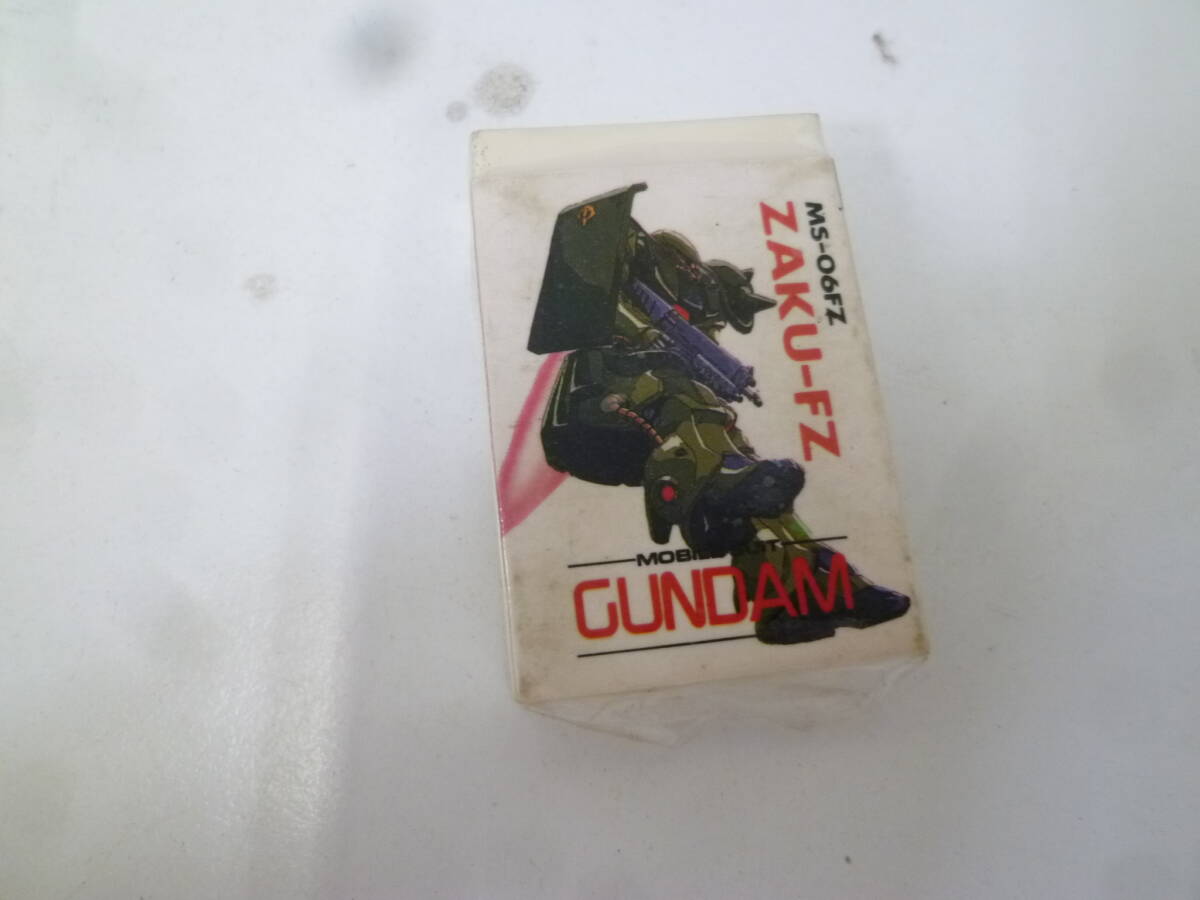 MS-06FZ
ZAKU-FZ
MOBILE SUIT
GUNDAM